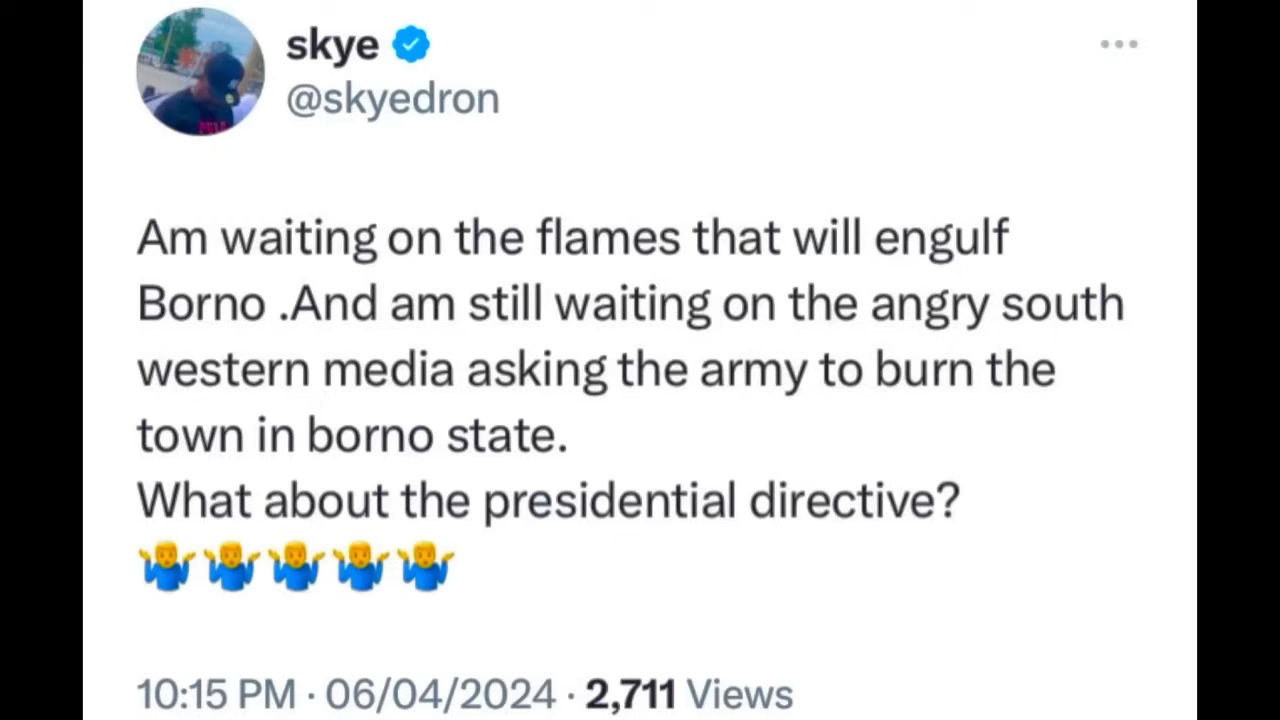 skye
@skyedron
Am waiting on the flames that will engulf
Borno .And am still waiting on the angry south
western media asking the army to burn the
town in borno state.
What about the presidential directive?
🤷‍♂️🤷‍♂️🤷‍♂️🤷‍♂️🤷‍♂️
10:15 PM · 06/04/2024 · 2,711 Views